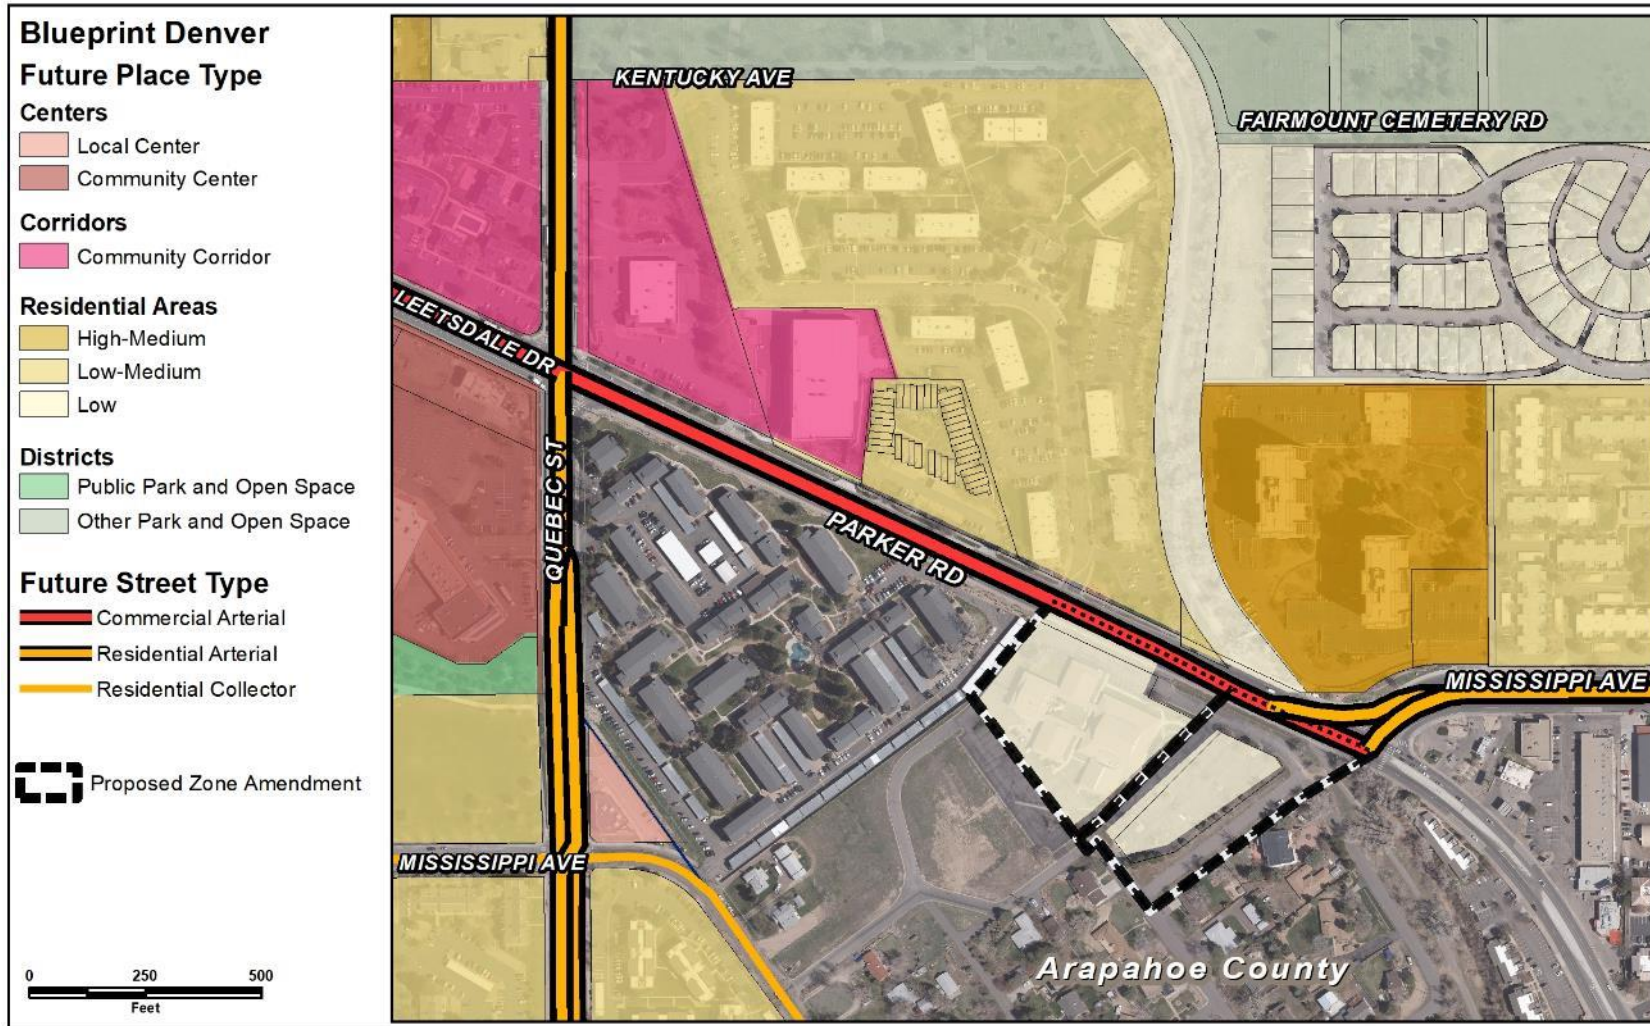 Blueprint Denver
Future Place Type
Centers
Local Center
Community Center
Corridors
Community Corridor
Residential Areas
High-Medium
Low-Medium
Low
Districts
Public Park and Open Space
Other Park and Open Space
Future Street Type
Commercial Arterial
Residential Arterial
Residential Collector
Proposed Zone Amendment
0 250 500
Feet
KENTUCKY AVE
FAIRMOUNT CEMETERY RD
LEETSDALE DR
QUEBEC ST
PARKER RD
MISSISSIPPI AVE
MISSISSIPPI AVE
Arapahoe County